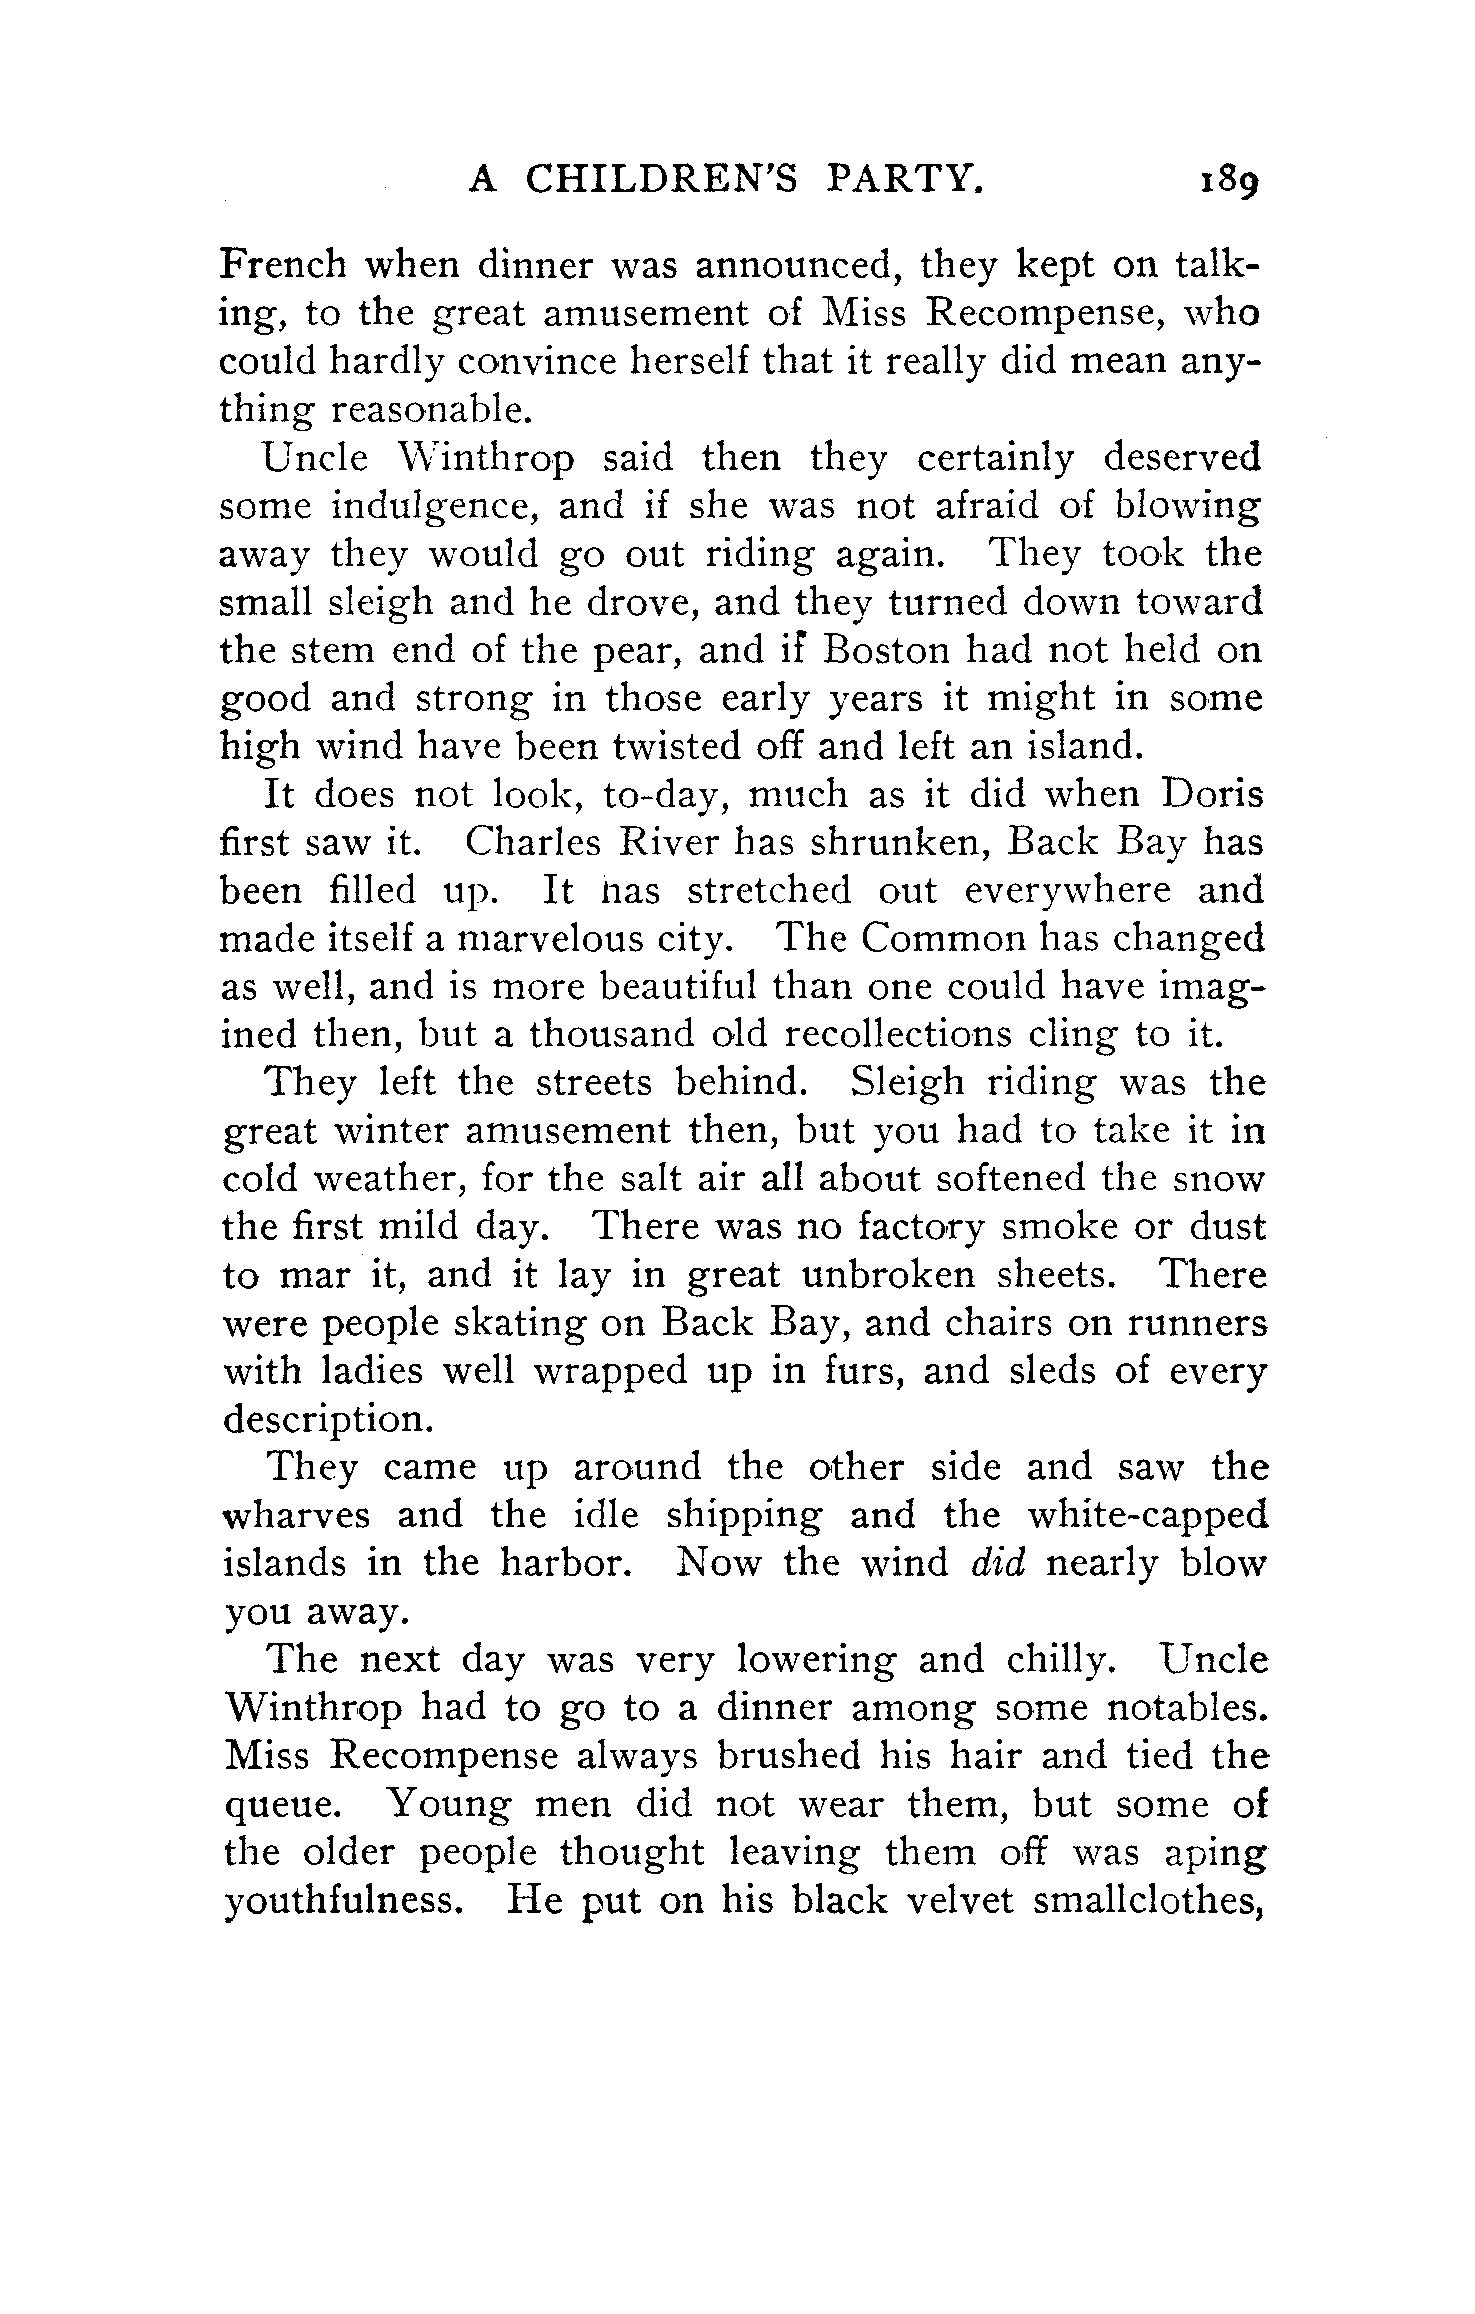 A CHILDREN'S PARTY. 189
French when dinner was announced, they kept on talk-
ing, to the great amusement of Miss Recompense, who
could hardly convince herself that it really did mean any-
thing reasonable.
Uncle Winthrop said then they certainly deserved
some indulgence, and if she was not afraid of blowing
away they would go out riding again. They took the
small sleigh and he drove, and they turned down toward
the stem end of the pear, and if Boston had not held on
good and strong in those early years it might in some
high wind have been twisted off and left an island.
It does not look, to-day, much as it did when Doris
first saw it. Charles River has shrunken, Back Bay has
been filled up. It has stretched out everywhere and
made itself a marvelous city. The Common has changed
as well, and is more beautiful than one could have imag-
ined then, but a thousand old recollections cling to it.
They left the streets behind. Sleigh riding was the
great winter amusement then, but you had to take it in
cold weather, for the salt air all about softened the snow
the first mild day. There was no factory smoke or dust
to mar it, and it lay in great unbroken sheets. There
were people skating on Back Bay, and chairs on runners
with ladies well wrapped up in furs, and sleds of every
description.
They came up around the other side and saw the
wharves and the idle shipping and the white-capped
islands in the harbor. Now the wind did nearly blow
you away.
The next day was very lowering and chilly. Uncle
Winthrop had to go to a dinner among some notables.
Miss Recompense always brushed his hair and tied the
queue. Young men did not wear them, but some of
the older people thought leaving them off was aping
youthfulness. He put on his black velvet smallclothes,